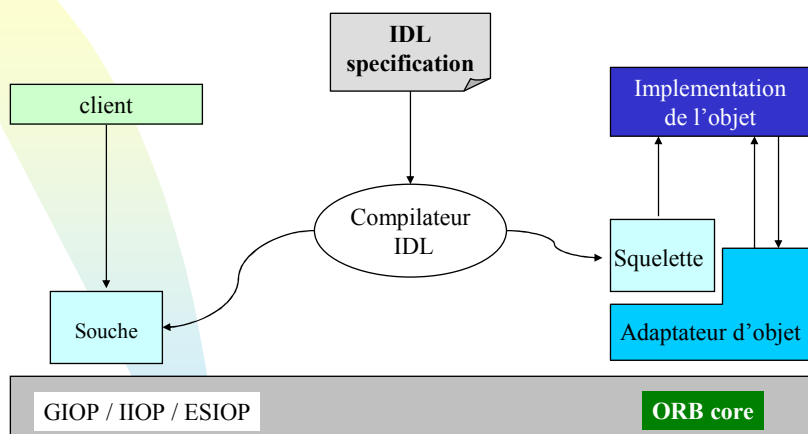 IDL
specification
client
Implementation
de l’objet
Compilateur
IDL
Squelette
Souche
Adaptateur d’objet
GIOP / IIOP / ESIOP
ORB core